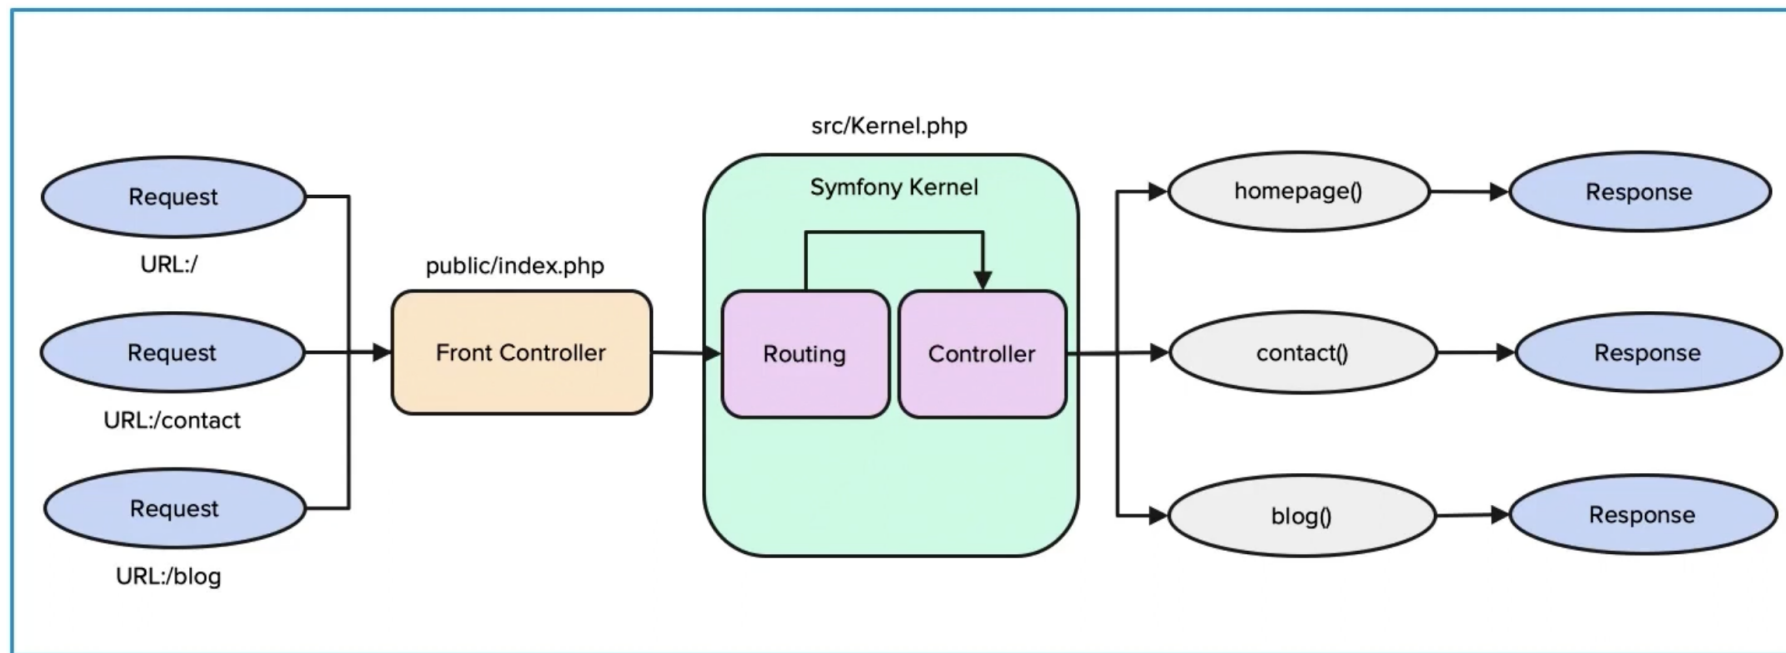 src/Kernel.php
Symfony Kernel
Request
URL:/
Request
URL:/contact
Request
URL:/blog
public/index.php
Front Controller
Routing
Controller
homepage()
Response
contact()
Response
blog()
Response